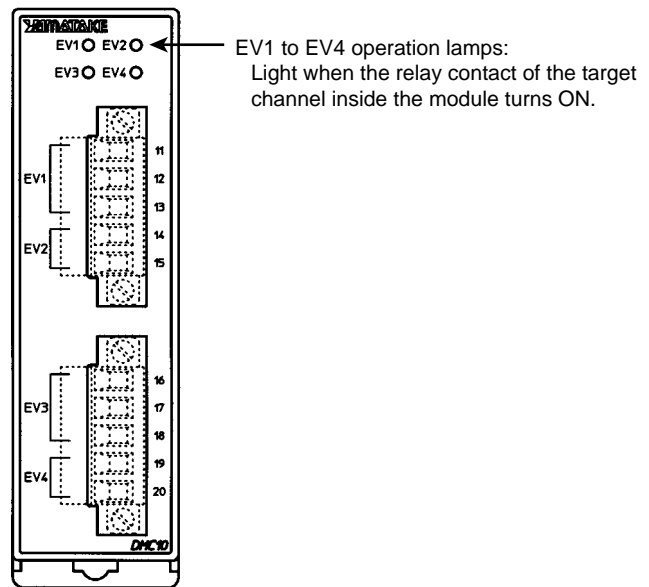 YAMATAKE
EV1 EV2
EV3 EV4
EV1 to EV4 operation lamps:
Light when the relay contact of the target
channel inside the module turns ON.
11
EV1
12
13
14
EV2
15
16
EV3
17
18
19
EV4
20
DMC10